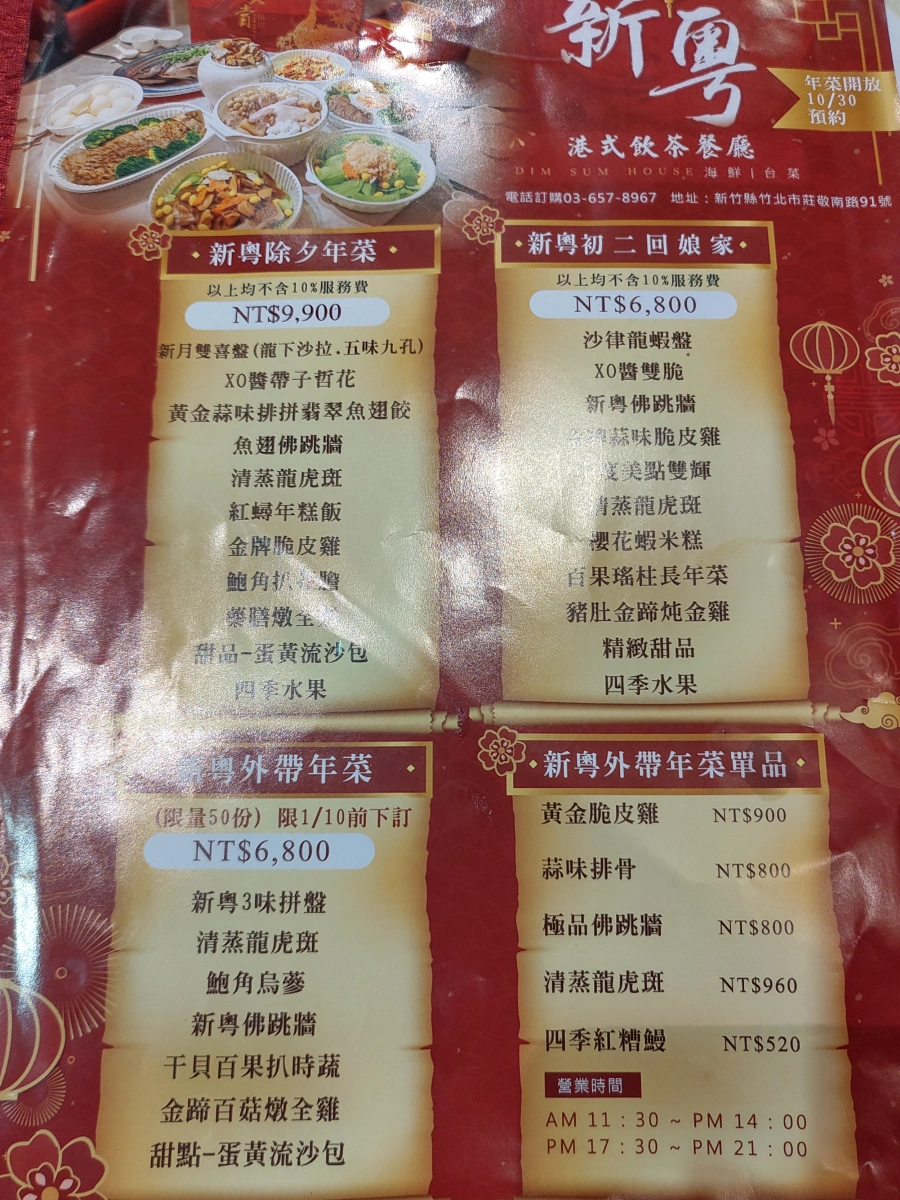 新粵
年菜開放
10/30
預約
港式飲茶餐廳
DIM SUM HOUSE 海鮮|台菜
電話訂購03-657-8967 地址：新竹縣竹北市莊敬南路91號
新粵除夕年菜
以上均不含10%服務費
NT$9,900
新月雙喜盤(龍下沙拉.五味九孔)
XO醬帶子哲花
黃金蒜味排拼翡翠魚翅餃
魚翅佛跳牆
清蒸龍虎斑
紅蟳年糕飯
金牌脆皮雞
鮑角扒
藥膳燉全
甜品-蛋黃流沙包
四季水果
新粵初二回娘家
以上均不含10%服務費
NT$6,800
沙律龍蝦盤
XO醬雙脆
新粵佛跳牆
蒜味脆皮雞
美點雙輝
清蒸龍虎斑
櫻花蝦米糕
百果瑤柱長年菜
豬肚金蹄炖金雞
精緻甜品
四季水果
新粵外帶年菜
(限量50份) 限1/10前下訂
NT$6,800
新粵3味拼盤
清蒸龍虎斑
鮑角烏蔘
新粵佛跳牆
干貝百果扒時蔬
金蹄百菇燉全雞
甜點-蛋黃流沙包
新粵外帶年菜單品
黃金脆皮雞 NT$900
蒜味排骨 NT$800
極品佛跳牆 NT$800
清蒸龍虎斑 NT$960
四季紅糟鰻 NT$520
營業時間
AM 11：30 ~ PM 14：00
PM 17：30 ~ PM 21：00